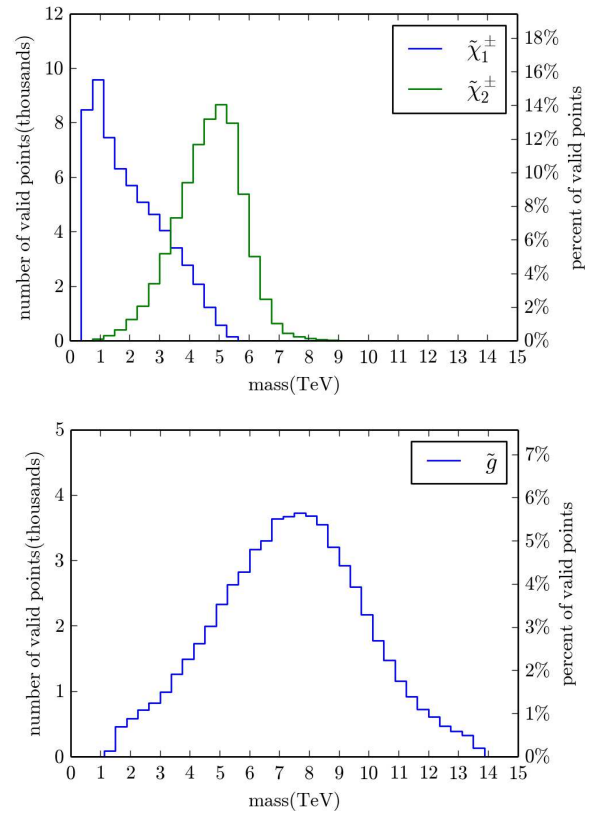 12
10
8
6
4
2
0
number of valid points(thousands)
χ̃₁±
χ̃₂±
18%
16%
14%
12%
10%
8%
6%
4%
2%
0%
percent of valid points
0 1 2 3 4 5 6 7 8 9 10 11 12 13 14 15
mass(TeV)
5
4
3
2
1
0
number of valid points(thousands)
g̃
7%
6%
5%
4%
3%
2%
1%
0%
percent of valid points
0 1 2 3 4 5 6 7 8 9 10 11 12 13 14 15
mass(TeV)